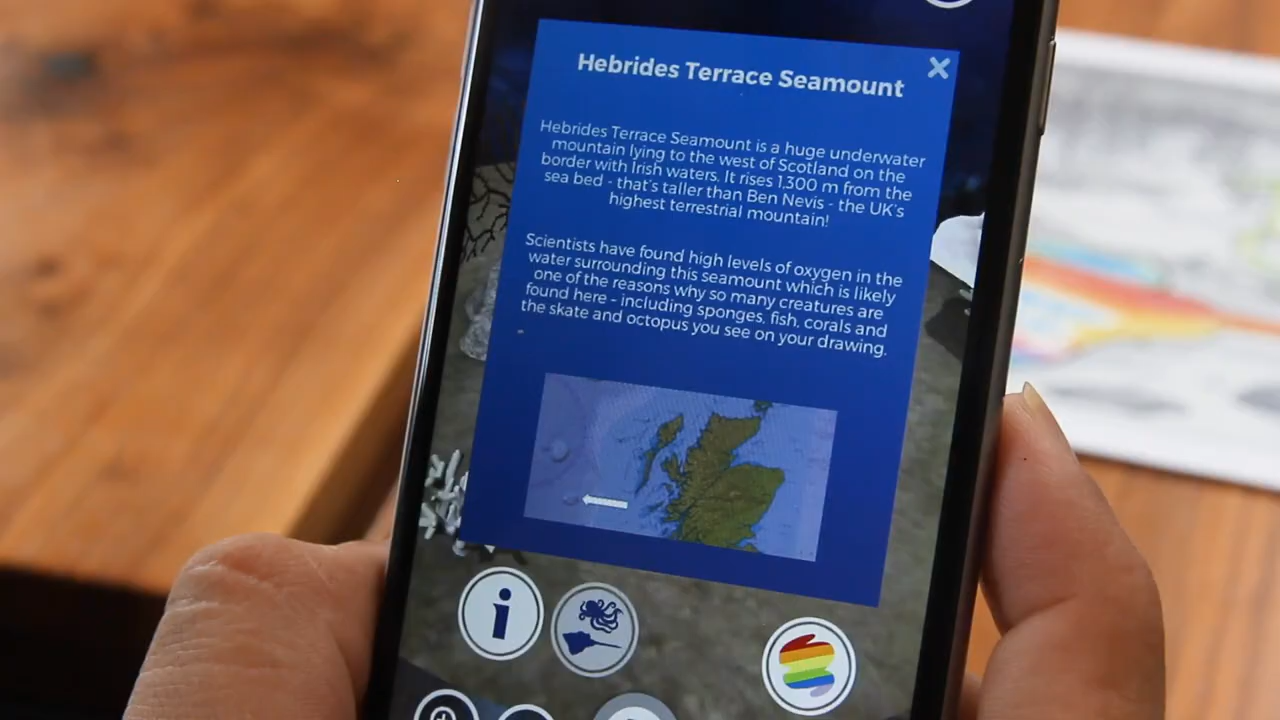 Hebrides Terrace Seamount
Hebrides Terrace Seamount is a huge underwater
mountain lying to the west of Scotland on the
border with Irish waters. It rises 1,300 m from the
sea bed - that's taller than Ben Nevis - the UK's
highest terrestrial mountain!
Scientists have found high levels of oxygen in the
water surrounding this seamount which is likely
one of the reasons why so many creatures are
found here - including sponges, fish, corals and
the skate and octopus you see on your drawing.